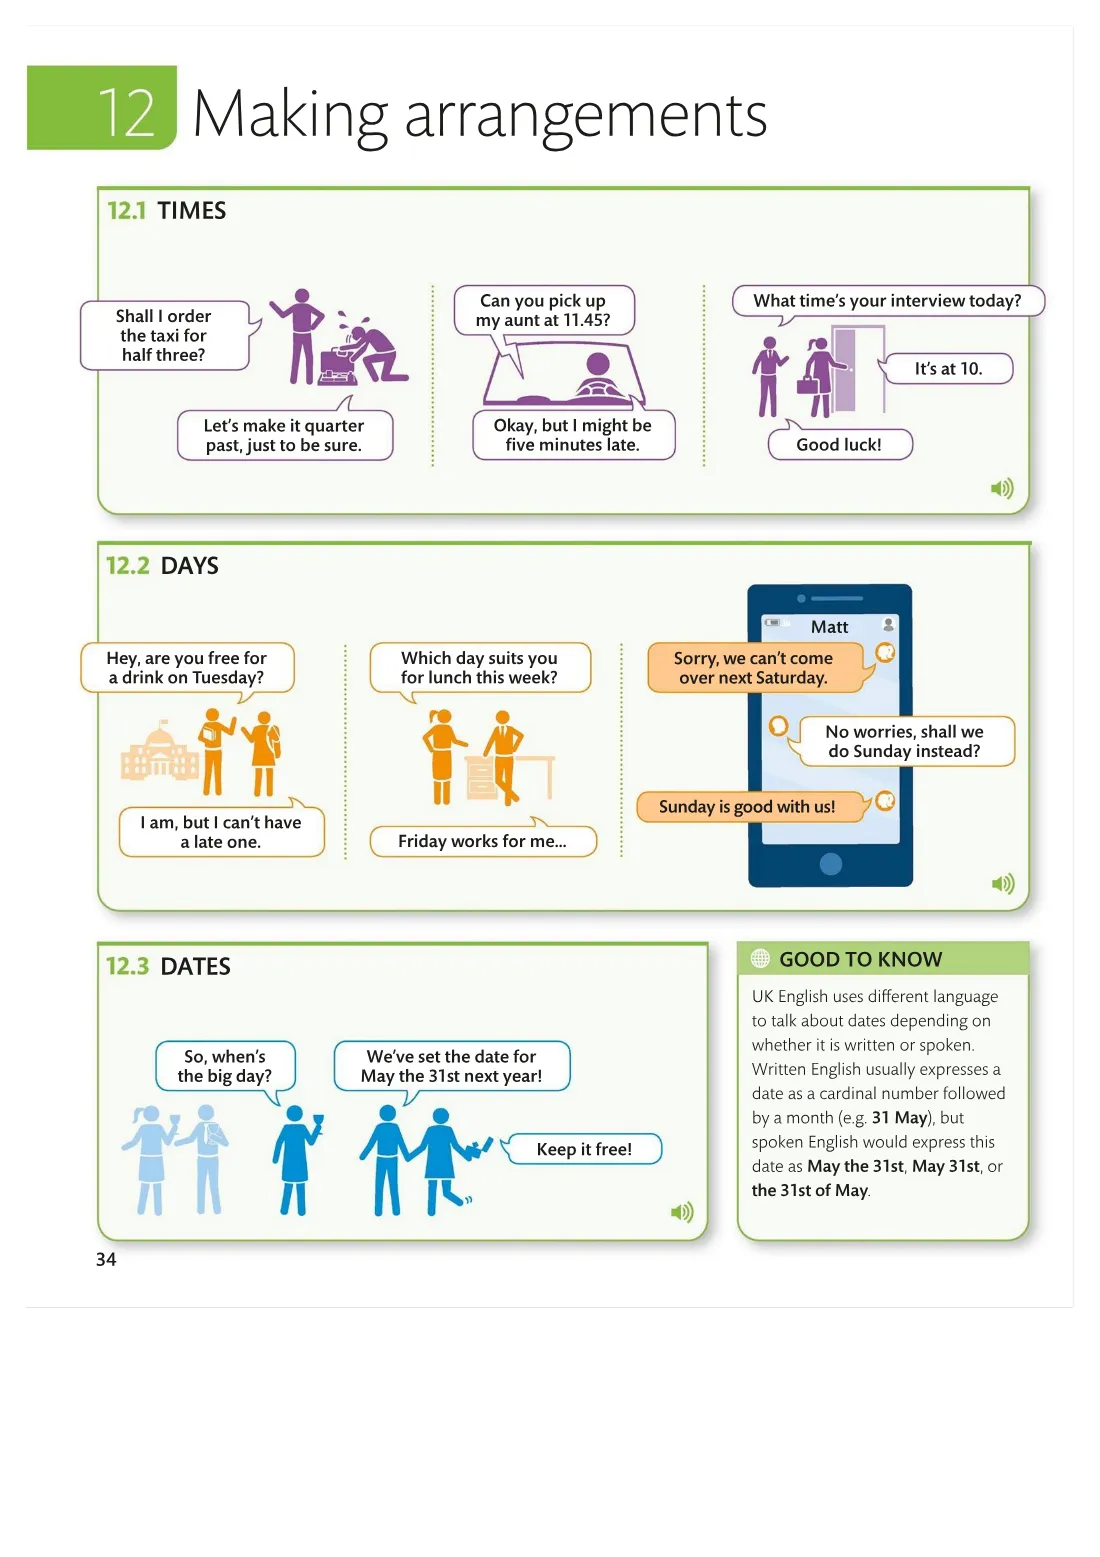 12 Making arrangements
12.1 TIMES
Shall I order
the taxi for
half three?
Let's make it quarter
past, just to be sure.
Can you pick up
my aunt at 11.45?
Okay, but I might be
five minutes late.
What time's your interview today?
It's at 10.
Good luck!
12.2 DAYS
Hey, are you free for
a drink on Tuesday?
I am, but I can't have
a late one.
Which day suits you
for lunch this week?
Friday works for me...
Matt
Sorry, we can't come
over next Saturday.
No worries, shall we
do Sunday instead?
Sunday is good with us!
12.3 DATES
So, when's
the big day?
We've set the date for
May the 31st next year!
Keep it free!
GOOD TO KNOW
UK English uses different language
to talk about dates depending on
whether it is written or spoken.
Written English usually expresses a
date as a cardinal number followed
by a month (e.g. 31 May), but
spoken English would express this
date as May the 31st, May 31st, or
the 31st of May.
34